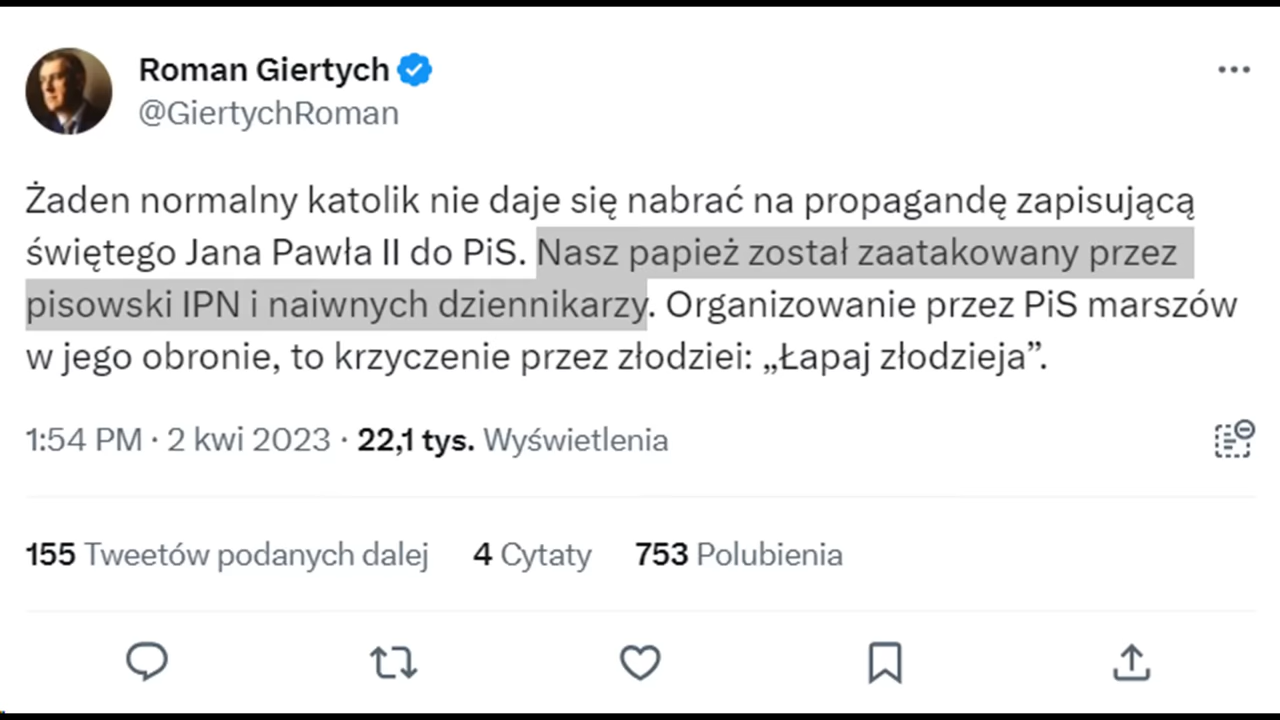 Roman Giertych
@GiertychRoman
Żaden normalny katolik nie daje się nabrać na propagandę zapisującą
świętego Jana Pawła II do PiS. Nasz papież został zaatakowany przez
pisowski IPN i naiwnych dziennikarzy. Organizowanie przez PiS marszów
w jego obronie, to krzyczenie przez złodziei: „Łapaj złodzieja”.
1:54 PM · 2 kwi 2023 · 22,1 tys. Wyświetlenia
155 Tweetów podanych dalej 4 Cytaty 753 Polubienia